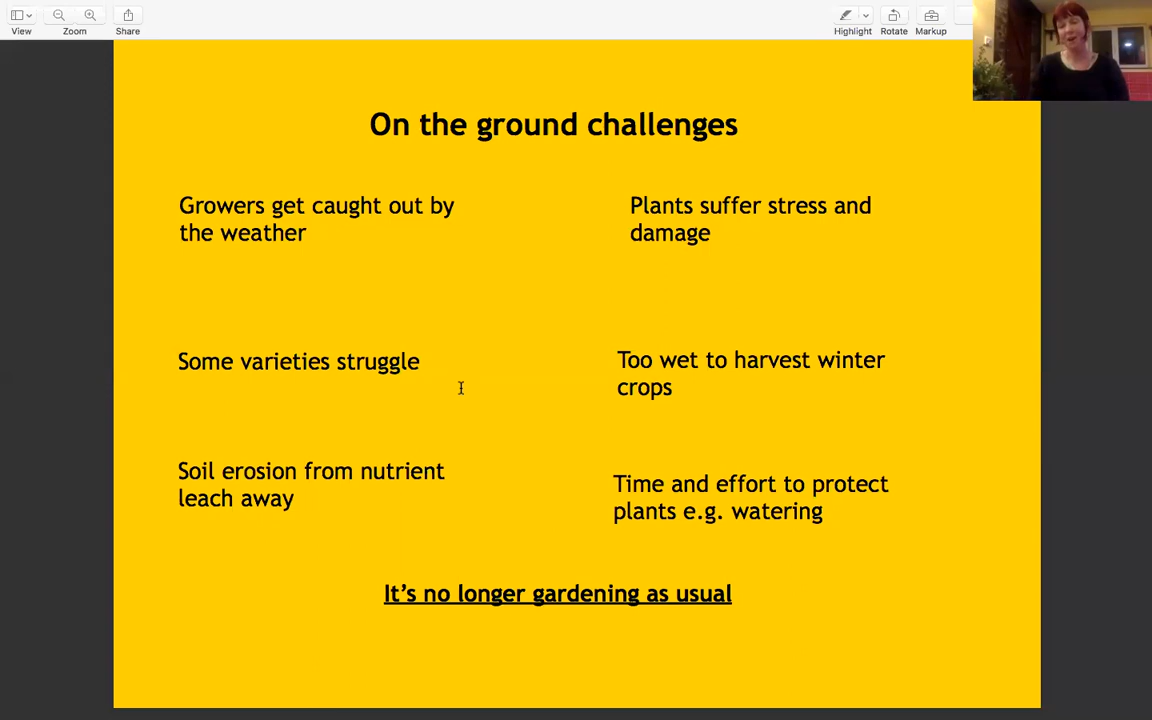 View
Zoom
Share
Highlight
Rotate
Markup
On the ground challenges
Growers get caught out by
the weather
Plants suffer stress and
damage
Some varieties struggle
Too wet to harvest winter
crops
Soil erosion from nutrient
leach away
Time and effort to protect
plants e.g. watering
It's no longer gardening as usual